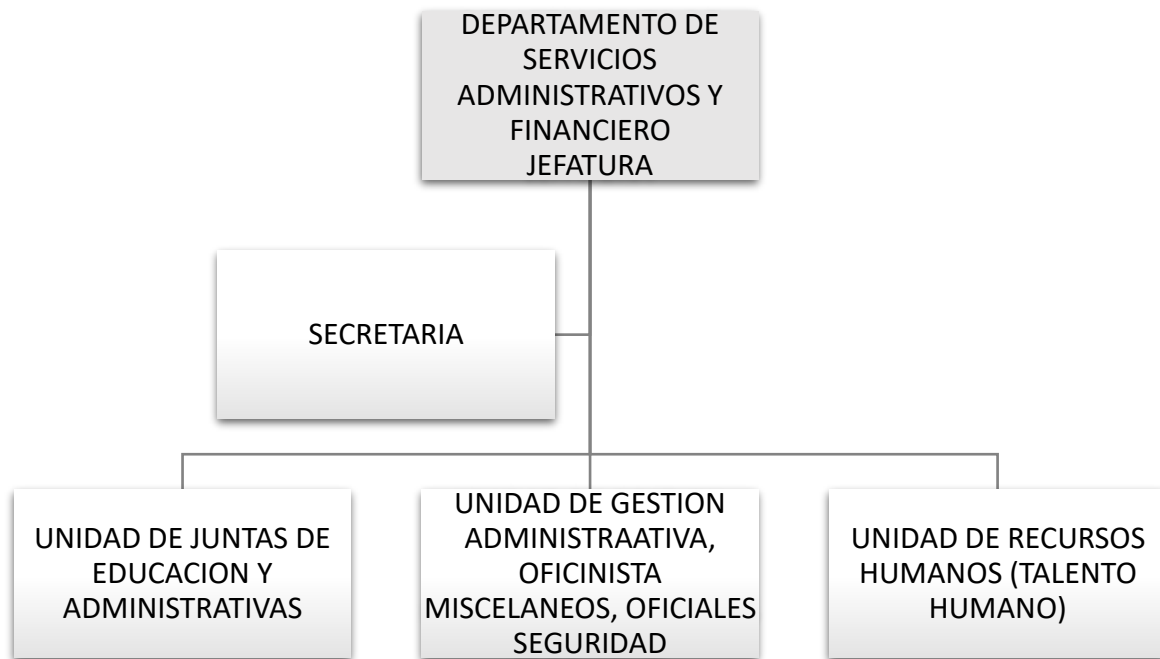 DEPARTAMENTO DE
SERVICIOS
ADMINISTRATIVOS Y
FINANCIERO
JEFATURA
SECRETARIA
UNIDAD DE JUNTAS DE
EDUCACION Y
ADMINISTRATIVAS
UNIDAD DE GESTION
ADMINISTRAATIVA,
OFICINISTA
MISCELANEOS, OFICIALES
SEGURIDAD
UNIDAD DE RECURSOS
HUMANOS (TALENTO
HUMANO)